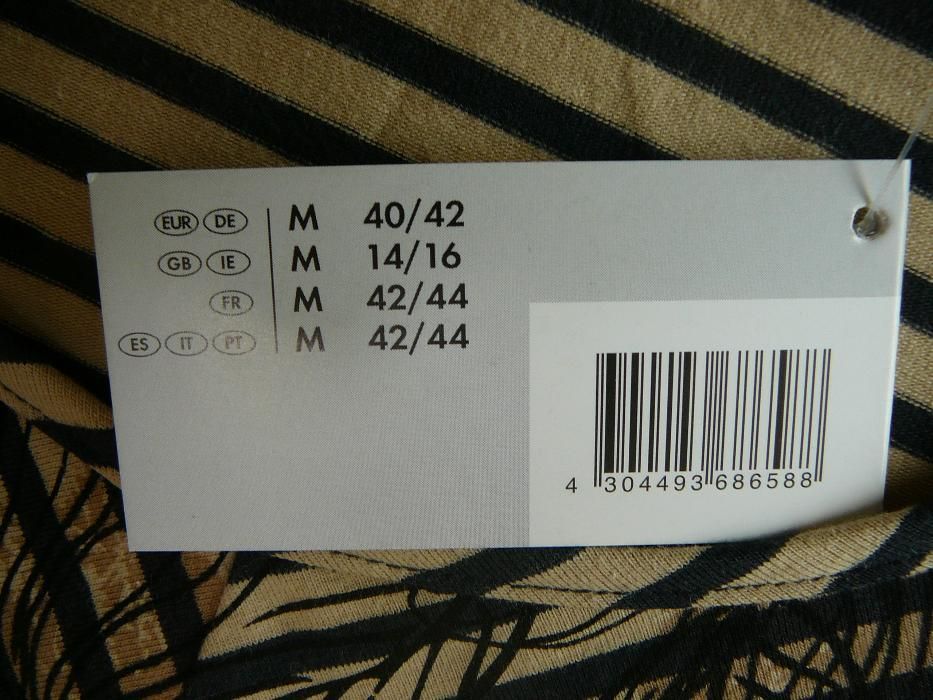 EUR DE M 40/42
GB IE M 14/16
FR M 42/44
ES IT PT M 42/44
4 304493 686588